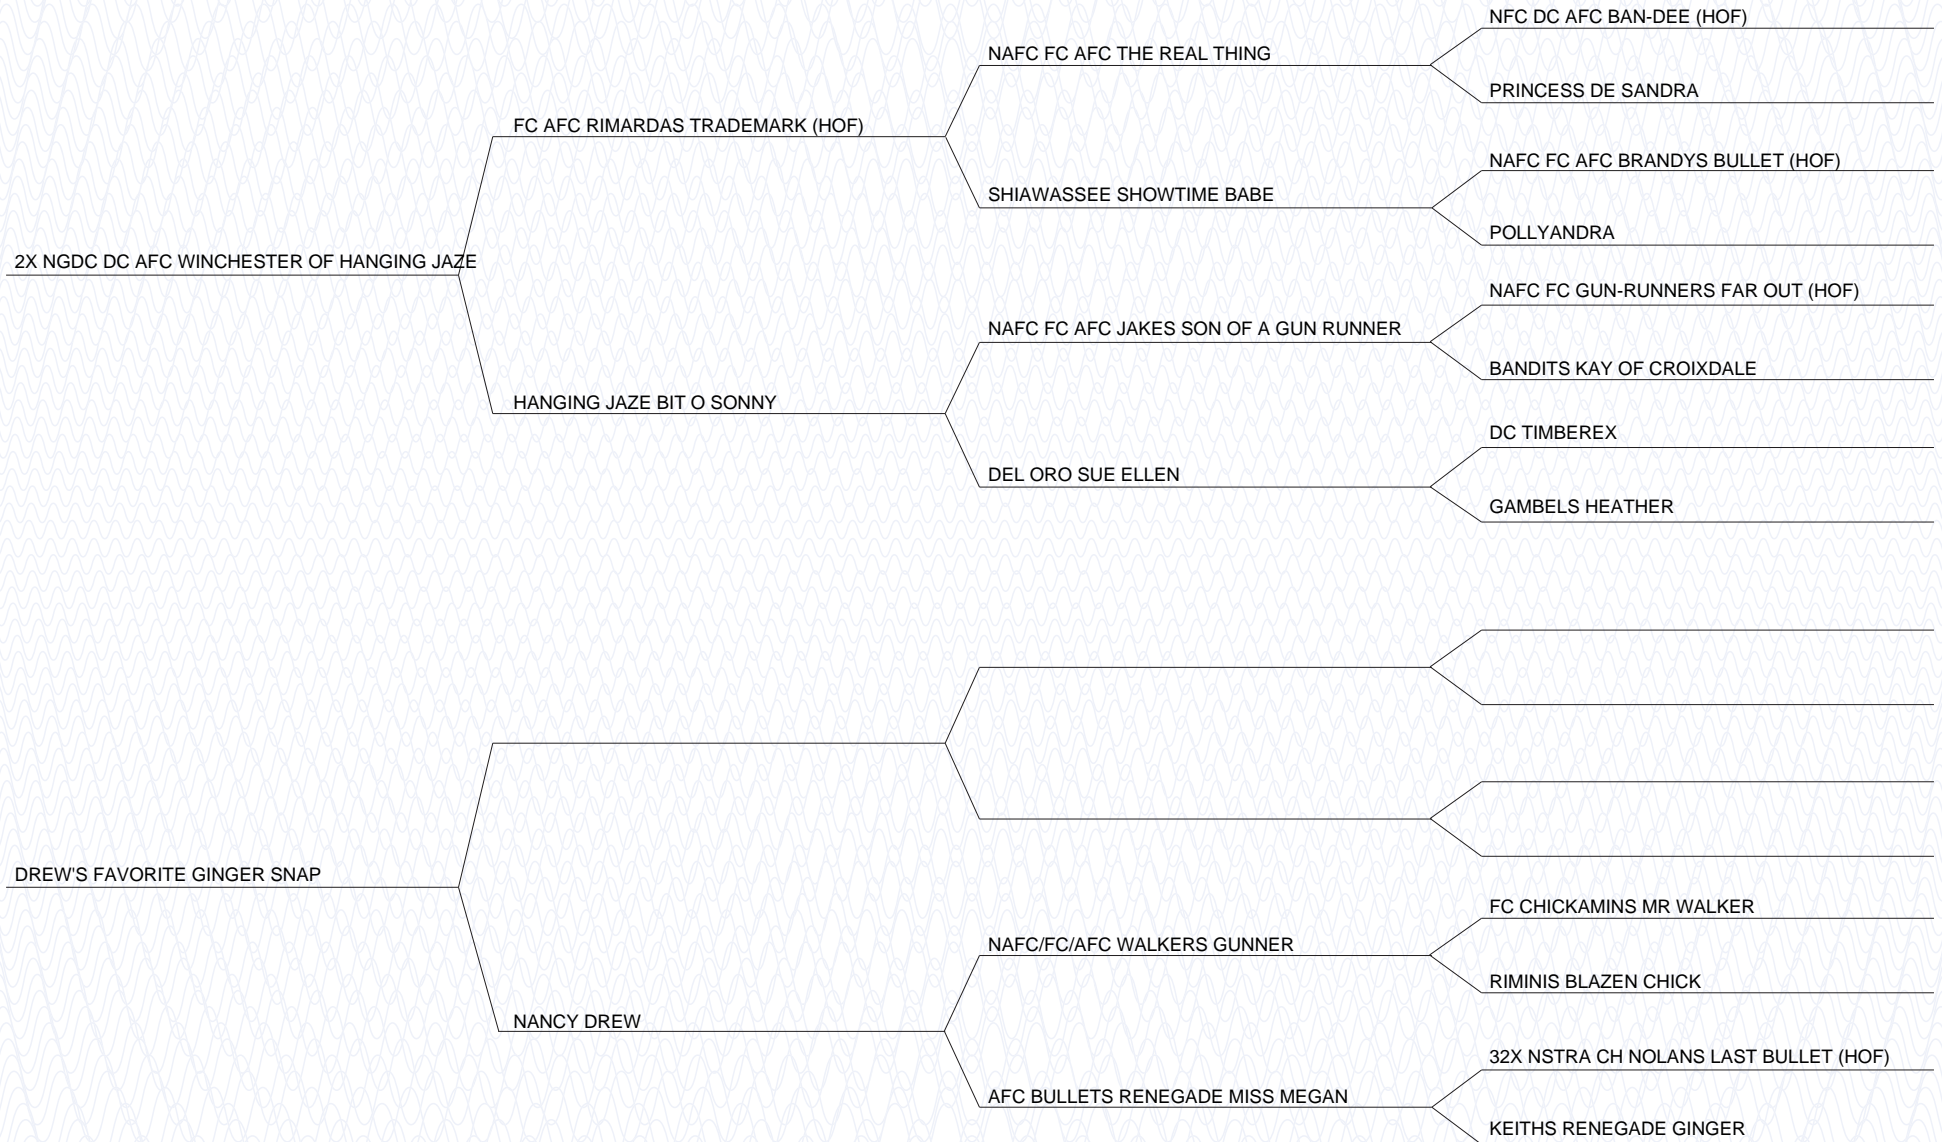 NFC DC AFC BAN-DEE (HOF)
NAFC FC AFC THE REAL THING
PRINCESS DE SANDRA
FC AFC RIMARDAS TRADEMARK (HOF)
NAFC FC AFC BRANDYS BULLET (HOF)
SHIAWASSEE SHOWTIME BABE
POLLYANDRA
2X NGDC DC AFC WINCHESTER OF HANGING JAZE
NAFC FC GUN-RUNNERS FAR OUT (HOF)
NAFC FC AFC JAKES SON OF A GUN RUNNER
BANDITS KAY OF CROIXDALE
HANGING JAZE BIT O SONNY
DC TIMBEREX
DEL ORO SUE ELLEN
GAMBELS HEATHER
DREW'S FAVORITE GINGER SNAP
FC CHICKAMINS MR WALKER
NAFC/FC/AFC WALKERS GUNNER
RIMINIS BLAZEN CHICK
NANCY DREW
32X NSTRA CH NOLANS LAST BULLET (HOF)
AFC BULLETS RENEGADE MISS MEGAN
KEITHS RENEGADE GINGER